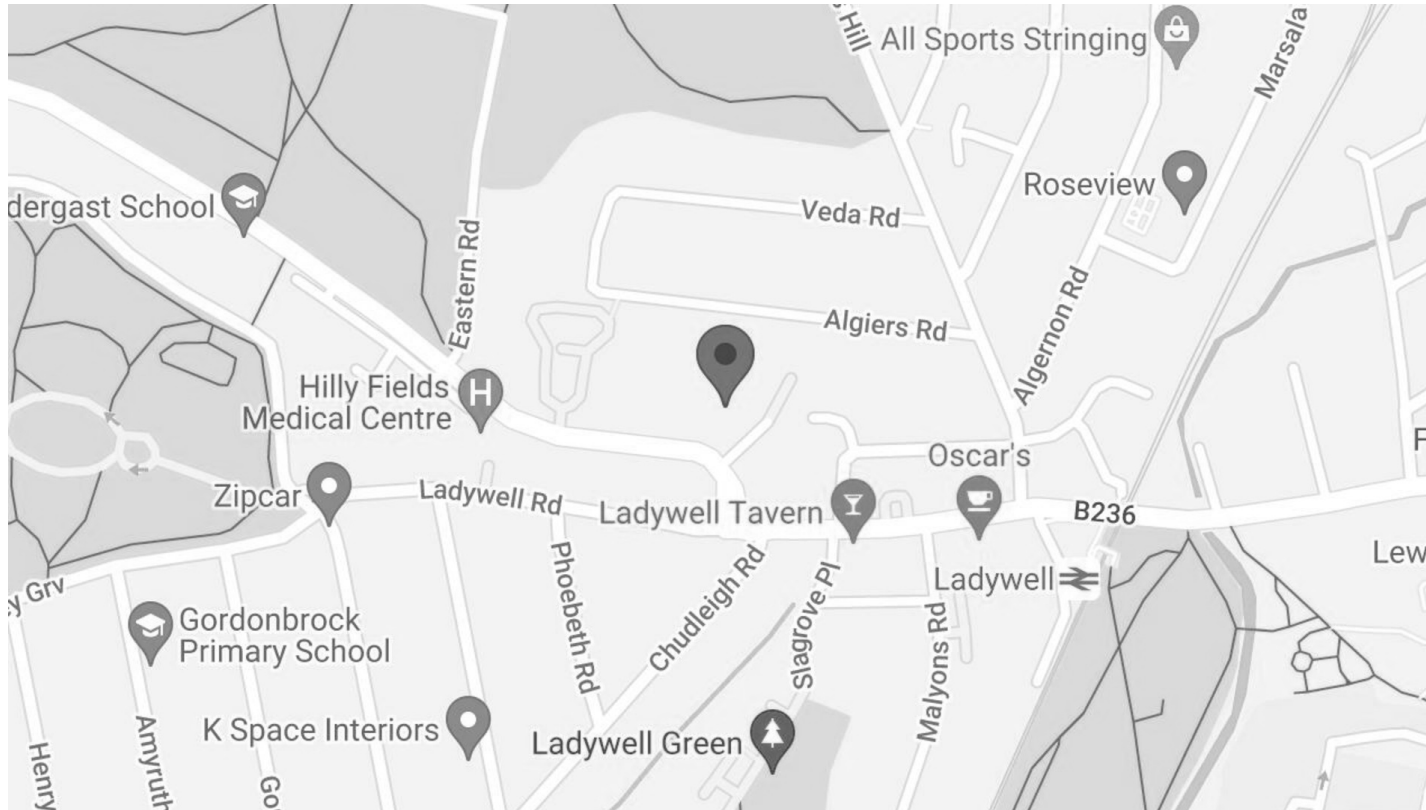 s Hill
All Sports Stringing
Marsala
dergast School
Roseview
Veda Rd
Eastern Rd
Algiers Rd
Algernon Rd
Hilly Fields
Medical Centre
Oscar's
Zipcar
Ladywell Rd
Ladywell Tavern
B236
Phoebeth Rd
Chudleigh Rd
Slagrove Pl
Ladywell
Lew
Malyons Rd
Gordonbrock
Primary School
K Space Interiors
Ladywell Green
Henry
Amyruth
Go
y Grv
H
F